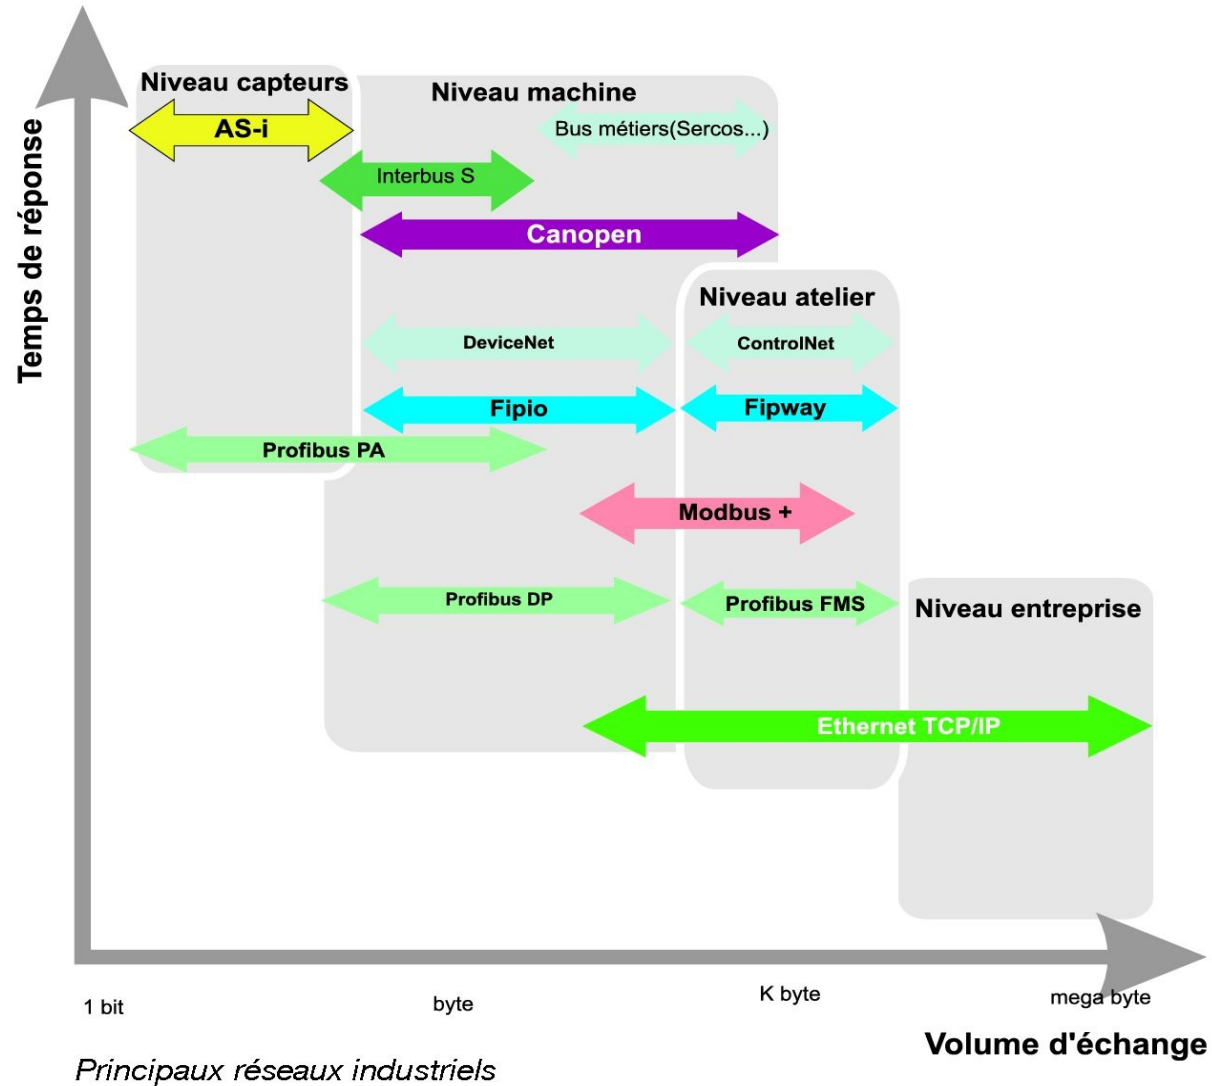 Niveau capteurs
Niveau machine
AS-i
Bus métiers(Sercos...)
Temps de réponse
Interbus S
Canopen
Niveau atelier
DeviceNet
ControlNet
Fipio
Fipway
Profibus PA
Modbus +
Profibus DP
Profibus FMS
Niveau entreprise
Ethernet TCP/IP
1 bit
byte
K byte
mega byte
Volume d'échange
Principaux réseaux industriels